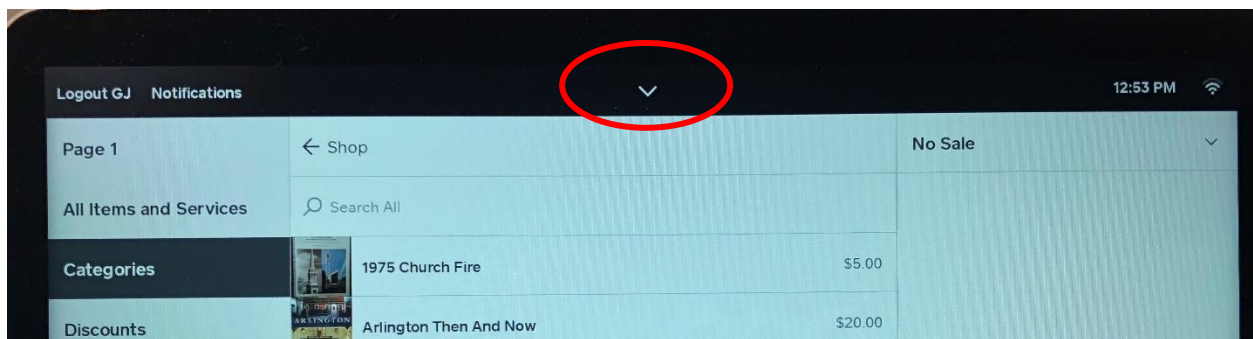 Logout GJ Notifications 12:53 PM
Page 1
← Shop
No Sale
All Items and Services
Search All
Categories
1975 Church Fire $5.00
Discounts
ARLINGTON
Arlington Then And Now $20.00